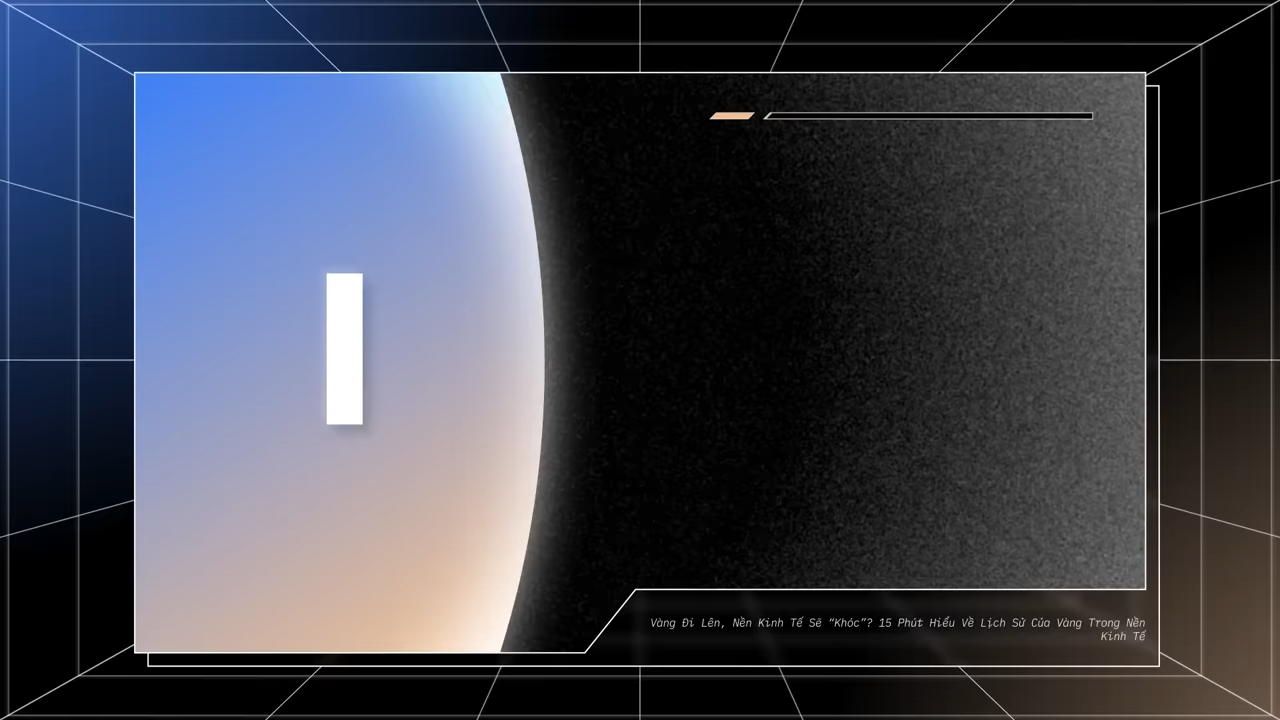 I
Vàng Đi Lên, Nền Kinh Tế Sẽ “Khóc”? 15 Phút Hiểu Về Lịch Sử Của Vàng Trong Nền
Kinh Tế